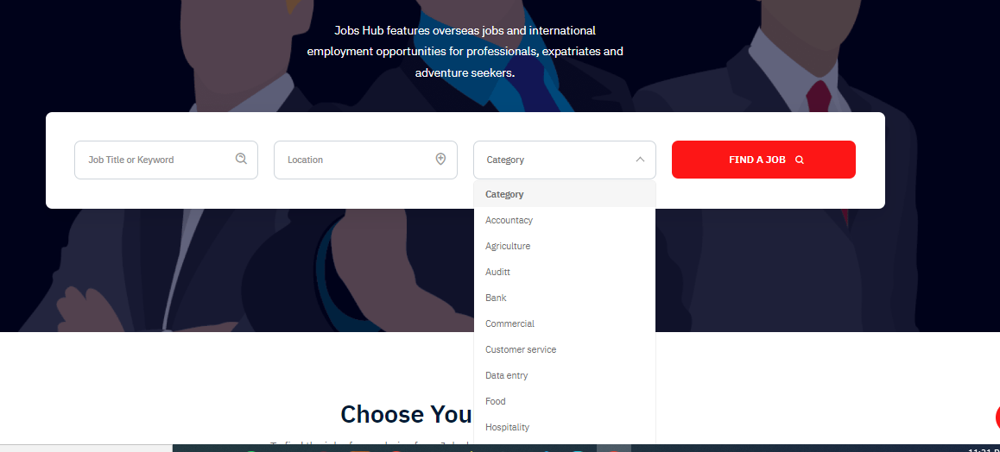 Jobs Hub features overseas jobs and international
employment opportunities for professionals, expatriates and
adventure seekers.
Job Title or Keyword
Location
Category
FIND A JOB
Category
Accountacy
Agriculture
Auditt
Bank
Commercial
Customer service
Data entry
Food
Hospitality
Choose You